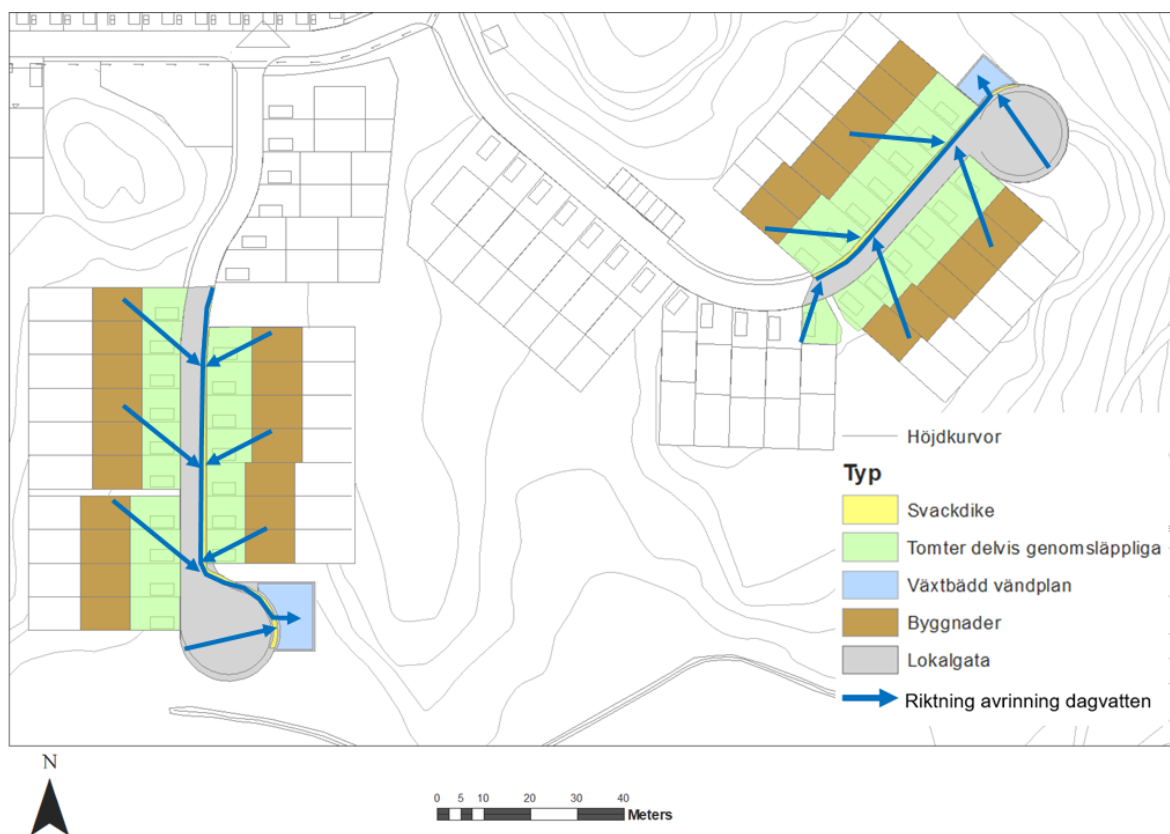 Höjdkurvor
Typ
Svackdike
Tomter delvis genomsläppliga
Växtbädd vändplan
Byggnader
Lokalgata
Riktning avrinning dagvatten
N
0 5 10 20 30 40
Meters